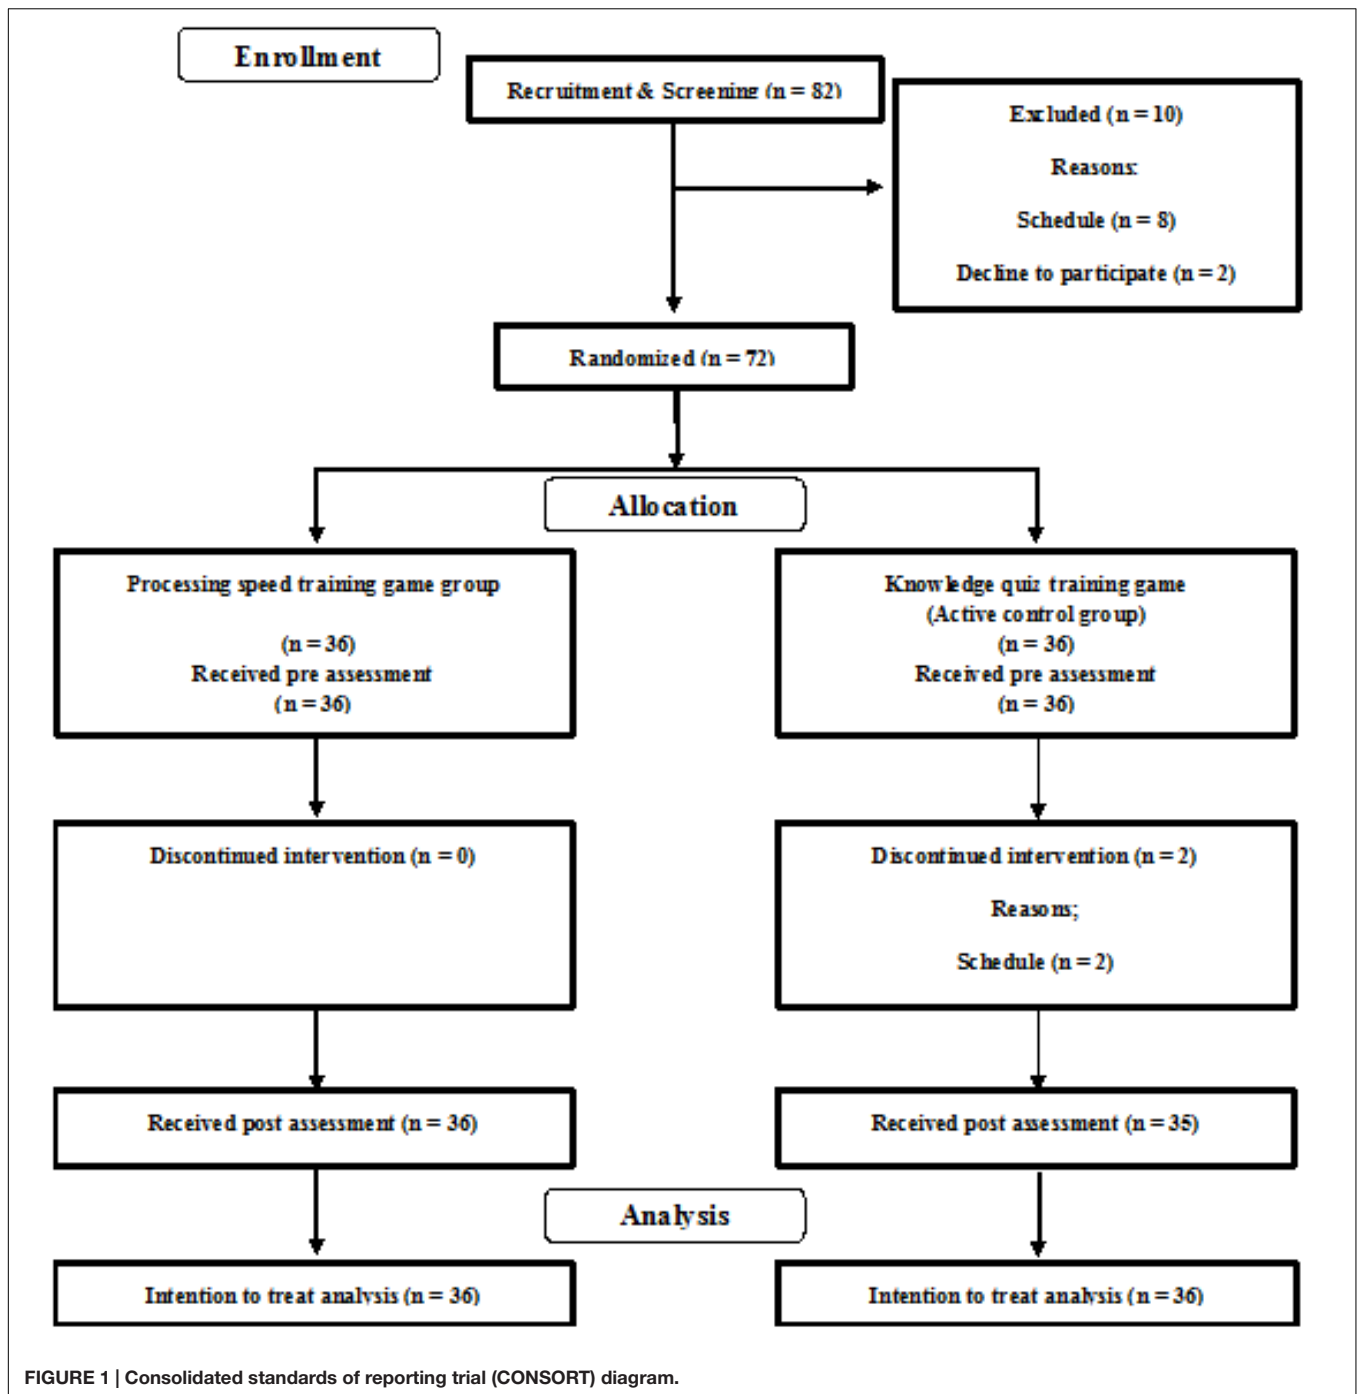 Enrollment
Recruitment & Screening (n = 82)
Excluded (n = 10)
Reasons:
Schedule (n = 8)
Decline to participate (n = 2)
Randomized (n = 72)
Allocation
Processing speed training game group
(n = 36)
Received pre assessment
(n = 36)
Knowledge quiz training game
(Active control group)
(n = 36)
Received pre assessment
(n = 36)
Discontinued intervention (n = 0)
Discontinued intervention (n = 2)
Reasons;
Schedule (n = 2)
Received post assessment (n = 36)
Received post assessment (n = 35)
Analysis
Intention to treat analysis (n = 36)
Intention to treat analysis (n = 36)
FIGURE 1 | Consolidated standards of reporting trial (CONSORT) diagram.